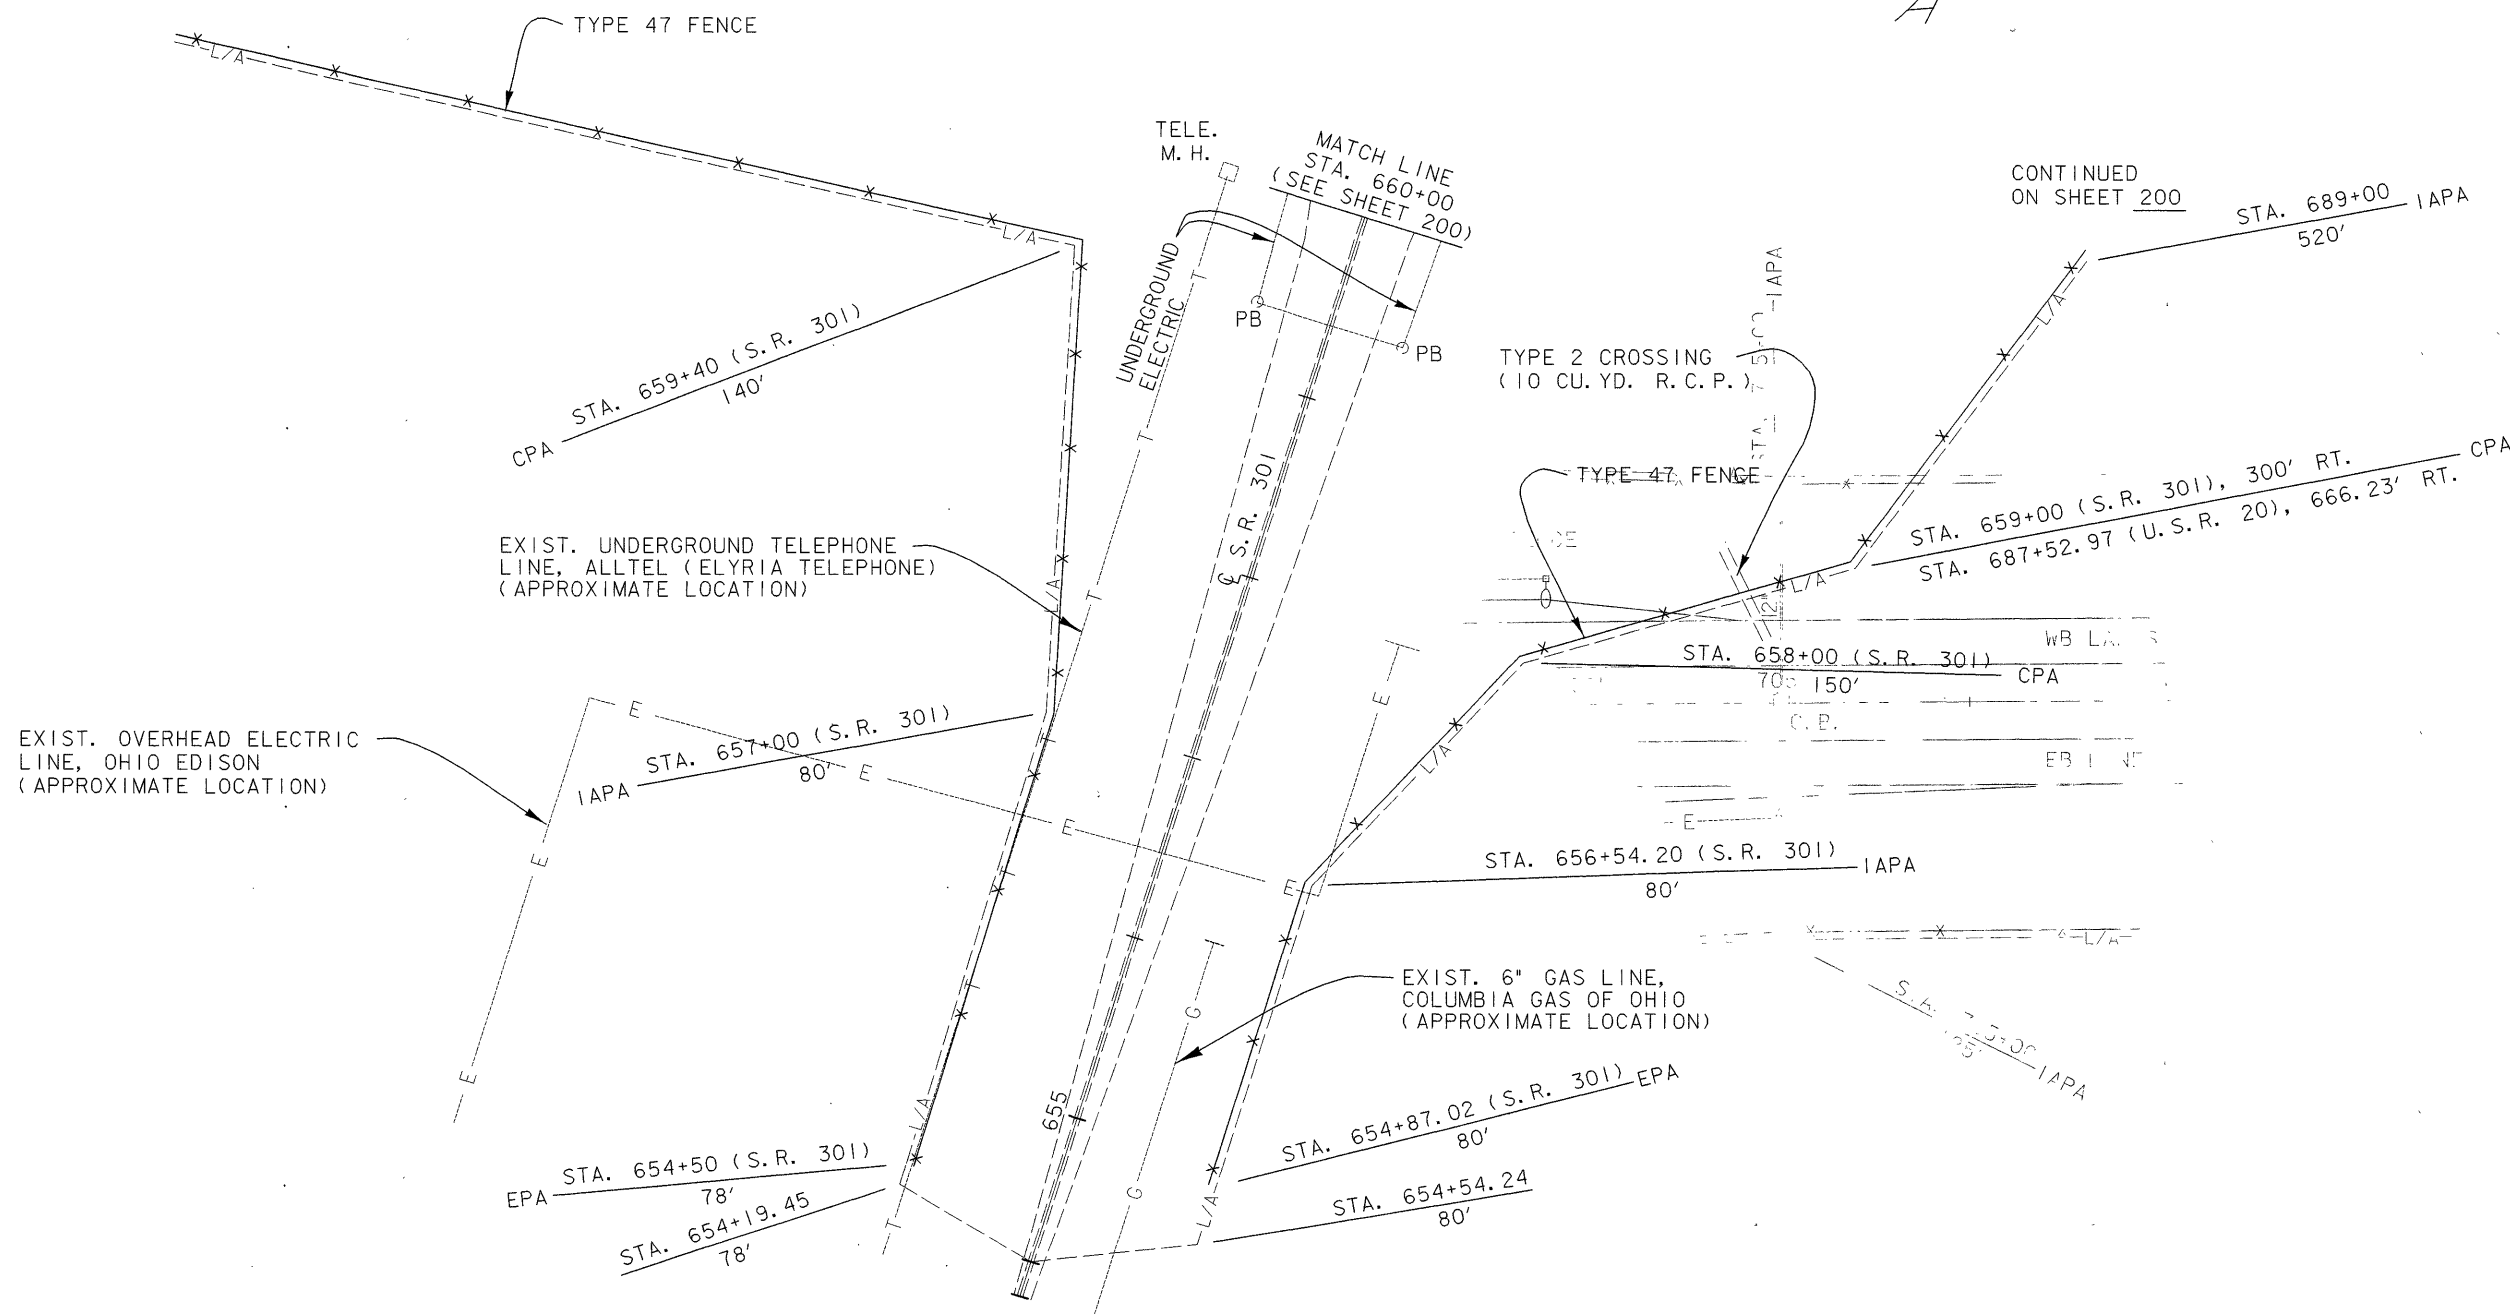 TYPE 47 FENCE
L/A
L/A
TELE.
M.H.
MATCH LINE
STA. 660+00
(SEE SHEET 200)
CONTINUED
ON SHEET 200
STA. 689+00
IAPA
520'
IAPA
UNDERGROUND
ELECTRIC
T
PB
PB
L/A
TYPE 2 CROSSING
(10 CU.YD. R.C.P.)
STA. 659+40 (S.R. 301)
140'
CPA
T
TYPE 47 FENCE
STA. 659+00 (S.R. 301), 300' RT.
CPA
STA. 687+52.97 (U.S.R. 20), 666.23' RT.
EXIST. UNDERGROUND TELEPHONE
LINE, ALLTEL (ELYRIA TELEPHONE)
(APPROXIMATE LOCATION)
℄ S.R. 301
L/A
T
L/A
12"
WB
STA. 658+00 (S.R. 301)
CPA
150'
C.B.
EB
E
E
STA. 657+00 (S.R. 301)
IAPA
80'
E
E
E
EXIST. OVERHEAD ELECTRIC
LINE, OHIO EDISON
(APPROXIMATE LOCATION)
T
L/A
E
STA. 656+54.20 (S.R. 301)
IAPA
80'
E
T
L/A
T
EXIST. 6" GAS LINE,
COLUMBIA GAS OF OHIO
(APPROXIMATE LOCATION)
G
E
655
L/A
IAPA
STA. 654+87.02 (S.R. 301)
EPA
80'
STA. 654+50 (S.R. 301)
EPA
78'
G
L/A
STA. 654+54.24
80'
STA. 654+19.45
78'
T